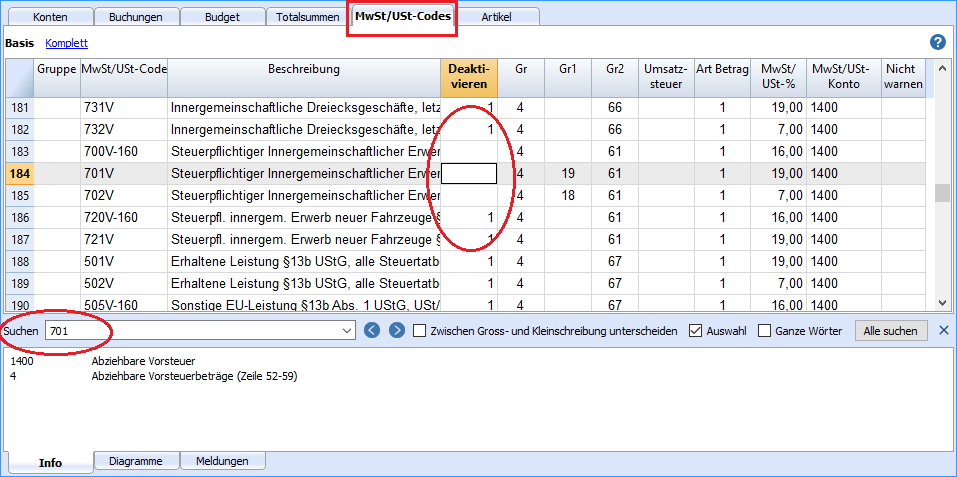 Konten Buchungen Budget Totalsummen MwSt/USt-Codes Artikel
Basis Komplett ?
Gruppe MwSt/USt-Code Beschreibung Deakti- Gr Gr1 Gr2 Umsatz- Art Betrag MwSt/ MwSt/USt- Nicht
vieren steuer USt-% Konto warnen
181 731V Innergemeinschaftliche Dreiecksgeschäfte, letz 1 4 66 1 19,00 1400
182 732V Innergemeinschaftliche Dreiecksgeschäfte, letz 1 4 66 1 7,00 1400
183 700V-160 Steuerpflichtiger Innergemeinschaftlicher Erwer 4 61 1 16,00 1400
184 701V Steuerpflichtiger Innergemeinschaftlicher Erwer 4 19 61 1 19,00 1400
185 702V Steuerpflichtiger Innergemeinschaftlicher Erwer 4 18 61 1 7,00 1400
186 720V-160 Steuerpfl. innergem. Erwerb neuer Fahrzeuge § 1 4 61 1 16,00 1400
187 721V Steuerpfl. innergem. Erwerb neuer Fahrzeuge § 1 4 61 1 19,00 1400
188 501V Erhaltene Leistung §13b UStG, alle Steuertatb 1 4 67 1 19,00 1400
189 502V Erhaltene Leistung §13b UStG, alle Steuertatb 1 4 67 1 7,00 1400
190 505V-160 Sonstige EU-Leistung §13b Abs. 1 UStG, USt/ 1 4 67 1 16,00 1400
Suchen 701 Zwischen Gross- und Kleinschreibung unterscheiden Auswahl Ganze Wörter Alle suchen
1400 Abziehbare Vorsteuer
4 Abziehbare Vorsteuerbeträge (Zeile 52-59)
Info Diagramme Meldungen